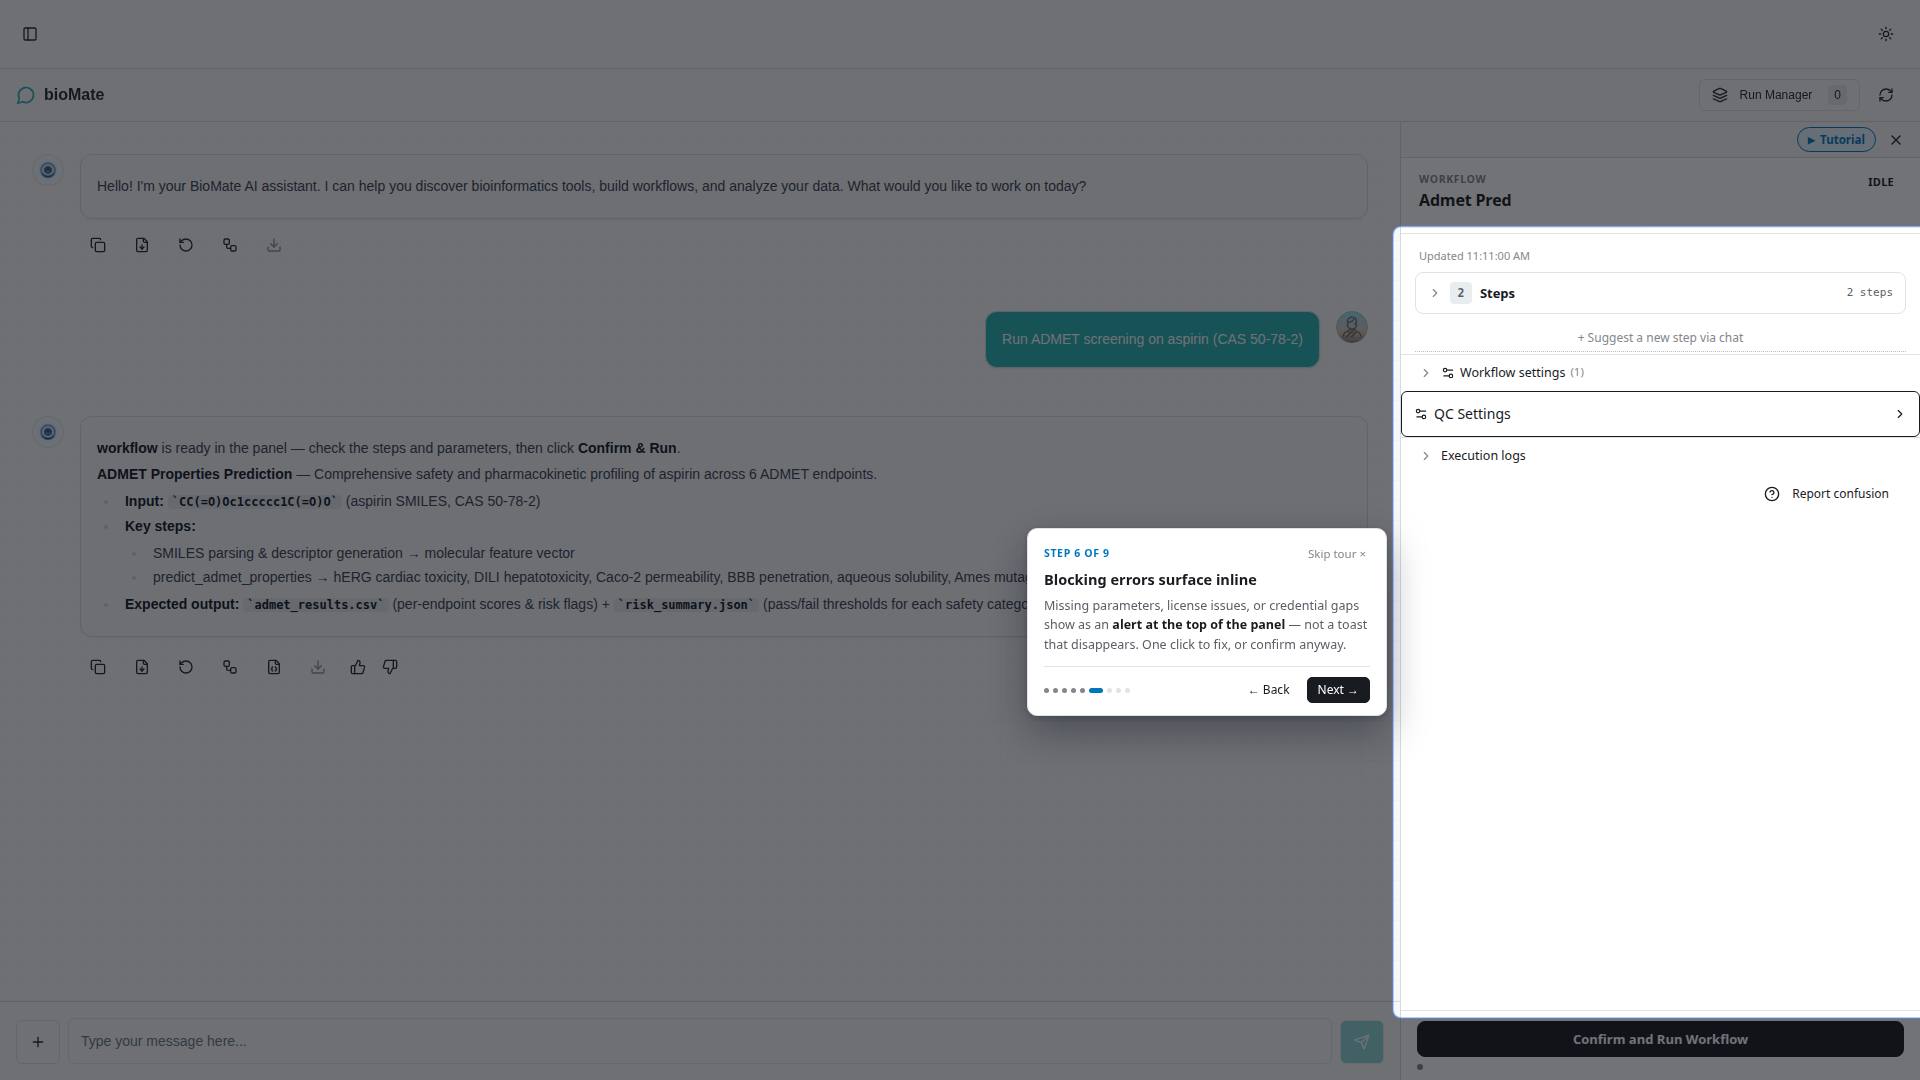 bioMate
Run Manager 0
Hello! I'm your BioMate AI assistant. I can help you discover bioinformatics tools, build workflows, and analyze your data. What would you like to work on today?
Run ADMET screening on aspirin (CAS 50-78-2)
workflow is ready in the panel — check the steps and parameters, then click Confirm & Run.
ADMET Properties Prediction — Comprehensive safety and pharmacokinetic profiling of aspirin across 6 ADMET endpoints.
Input: `CC(=O)Oc1ccccc1C(=O)O` (aspirin SMILES, CAS 50-78-2)
Key steps:
SMILES parsing & descriptor generation → molecular feature vector
predict_admet_properties → hERG cardiac toxicity, DILI hepatotoxicity, Caco-2 permeability, BBB penetration, aqueous solubility, Ames
Expected output: `admet_results.csv` (per-endpoint scores & risk flags) + `risk_summary.json` (pass/fail thresholds for each safety
STEP 6 OF 9
Skip tour ×
Blocking errors surface inline
Missing parameters, license issues, or credential gaps
show as an alert at the top of the panel — not a toast
that disappears. One click to fix, or confirm anyway.
← Back
Next →
Type your message here...
▶ Tutorial
WORKFLOW
IDLE
Admet Pred
Updated 11:11:00 AM
2 Steps 2 steps
+ Suggest a new step via chat
Workflow settings (1)
QC Settings
Execution logs
Report confusion
Confirm and Run Workflow